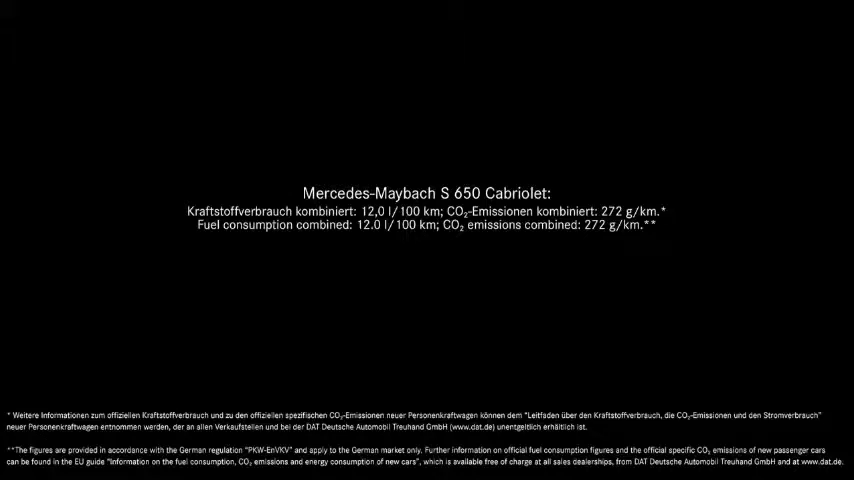 Mercedes-Maybach S 650 Cabriolet:
Kraftstoffverbrauch kombiniert: 12,0 l/100 km; CO₂-Emissionen kombiniert: 272 g/km.*
Fuel consumption combined: 12.0 l/100 km; CO₂ emissions combined: 272 g/km.**
* Weitere Informationen zum offiziellen Kraftstoffverbrauch und zu den offiziellen spezifischen CO₂-Emissionen neuer Personenkraftwagen können dem "Leitfaden über den Kraftstoffverbrauch, die CO₂-Emissionen und den Stromverbrauch"
neuer Personenkraftwagen entnommen werden, der an allen Verkaufstellen und bei der DAT Deutsche Automobil Treuhand GmbH (www.dat.de) unentgeltlich erhältlich ist.
**The figures are provided in accordance with the German regulation "PKW-EnVKV" and apply to the German market only. Further information on official fuel consumption figures and the official specific CO₂ emissions of new passenger cars
can be found in the EU guide "Information on the fuel consumption, CO₂ emissions and energy consumption of new cars", which is available free of charge at all sales dealerships, from DAT Deutsche Automobil Treuhand GmbH and at www.dat.de.